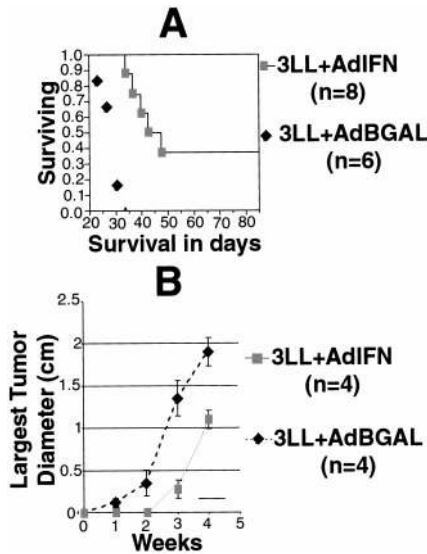 A
1.0
0.9
0.8
0.7
0.6
0.5
0.4
0.3
0.2
0.1
0.0
Surviving
20 30 40 50 60 70 80
Survival in days
3LL+AdIFN
(n=8)
3LL+AdBGAL
(n=6)
B
2.5
2
1.5
1
0.5
0
Largest Tumor
Diameter (cm)
0 1 2 3 4 5
Weeks
3LL+AdIFN
(n=4)
3LL+AdBGAL
(n=4)